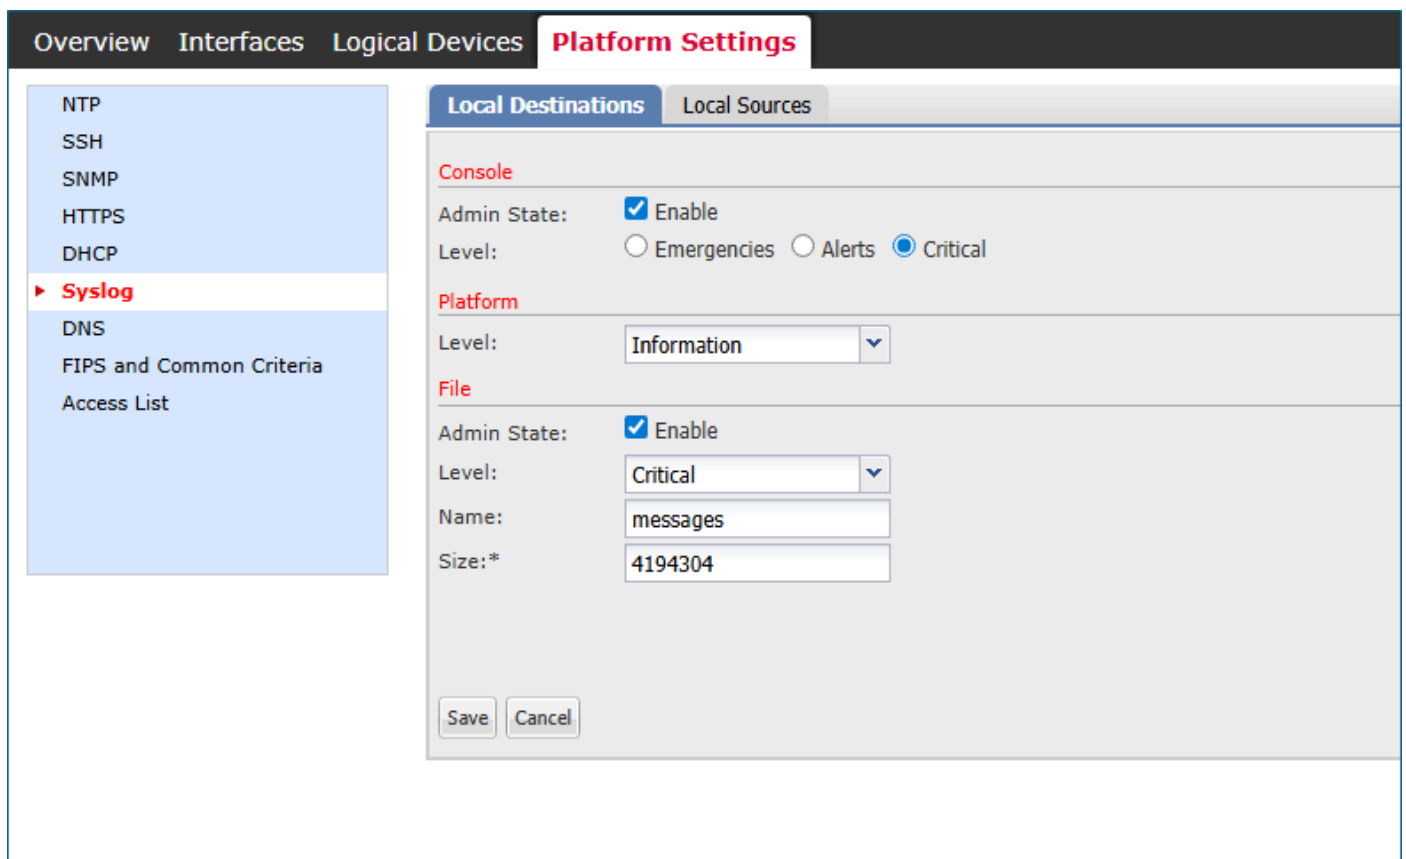 Overview Interfaces Logical Devices Platform Settings
NTP
SSH
SNMP
HTTPS
DHCP
Syslog
DNS
FIPS and Common Criteria
Access List
Local Destinations Local Sources
Console
Admin State: Enable
Level: Emergencies Alerts Critical
Platform
Level: Information
File
Admin State: Enable
Level: Critical
Name: messages
Size:* 4194304
Save Cancel